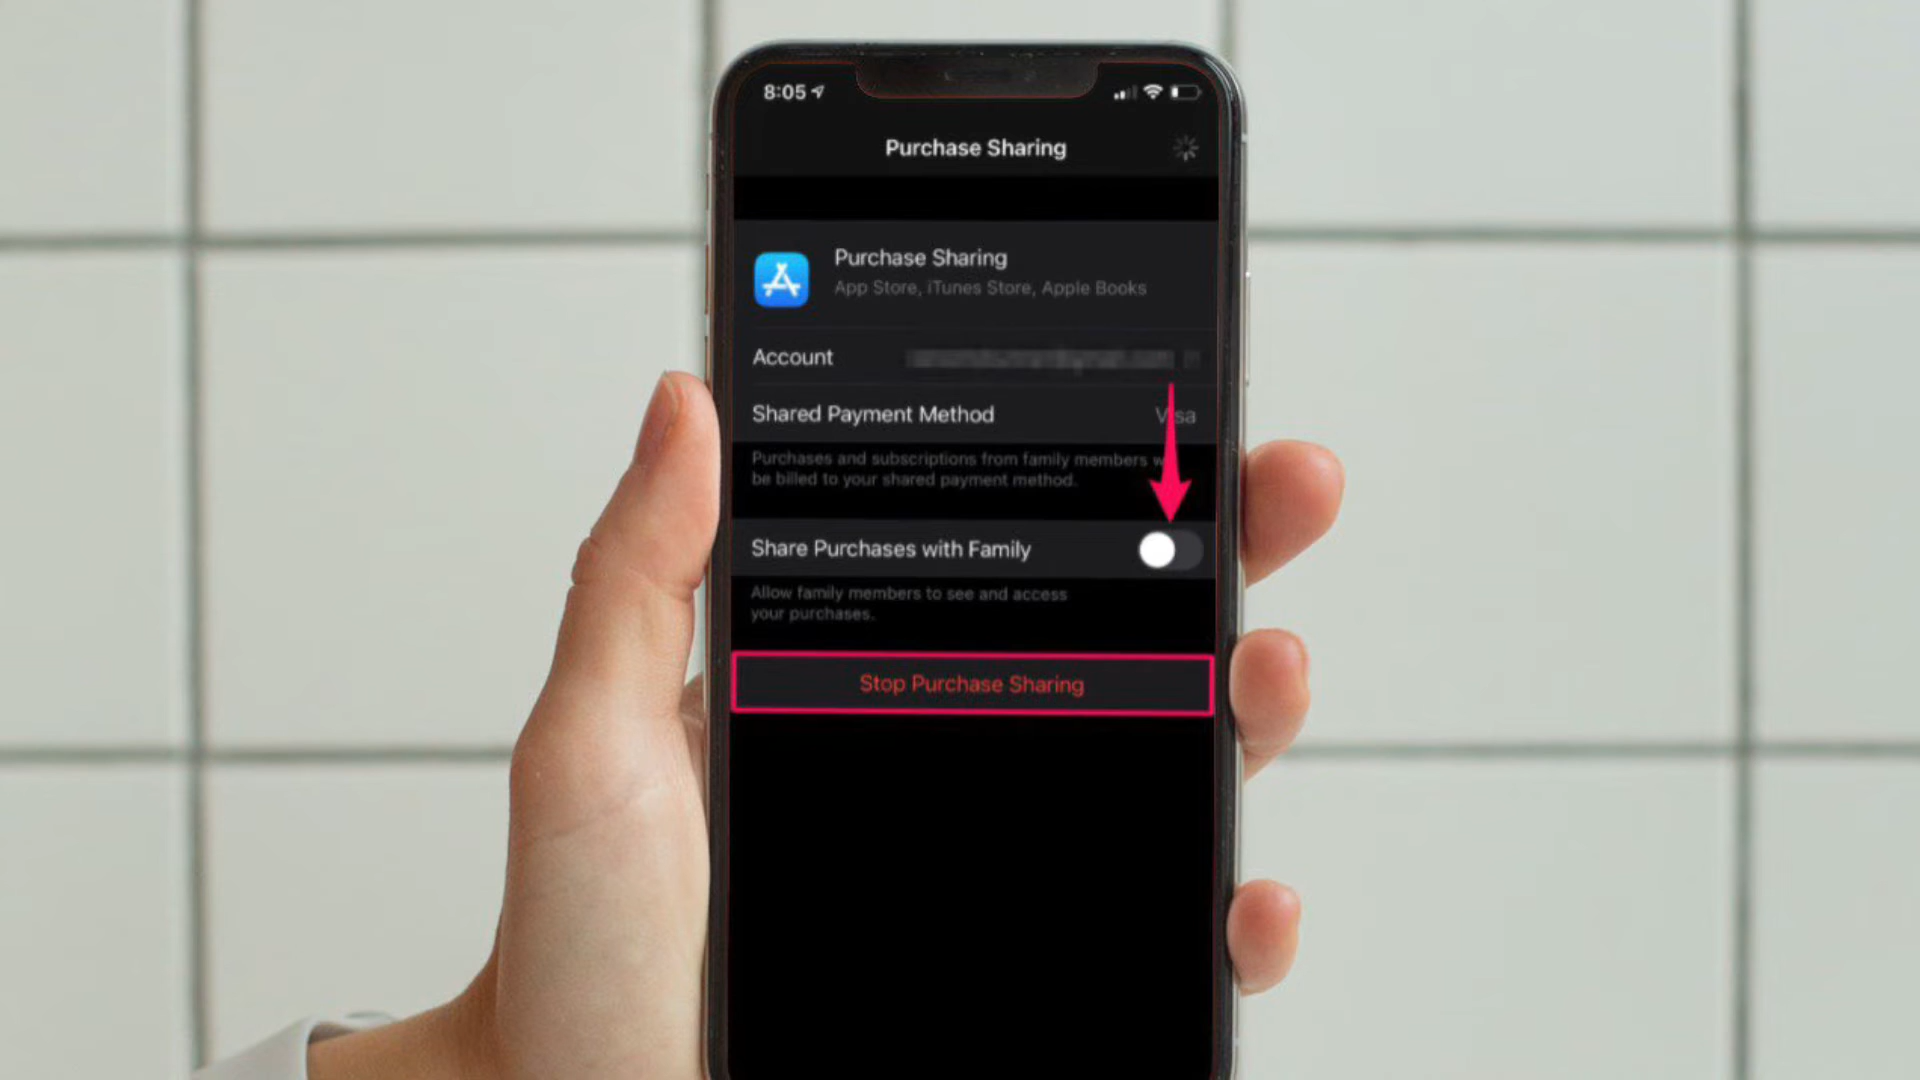 8:05
Purchase Sharing
Purchase Sharing
App Store, iTunes Store, Apple Books
Account
Shared Payment Method Visa
Purchases and subscriptions from family members
be billed to your shared payment method.
Share Purchases with Family
Allow family members to see and access
your purchases.
Stop Purchase Sharing